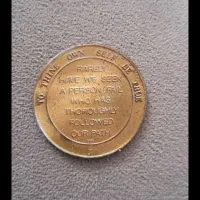 TO THINE OWN SELF BE TRUE
RARELY
HAVE WE SEEN
A PERSON FAIL
WHO HAS
THOROUGHLY
FOLLOWED
OUR PATH